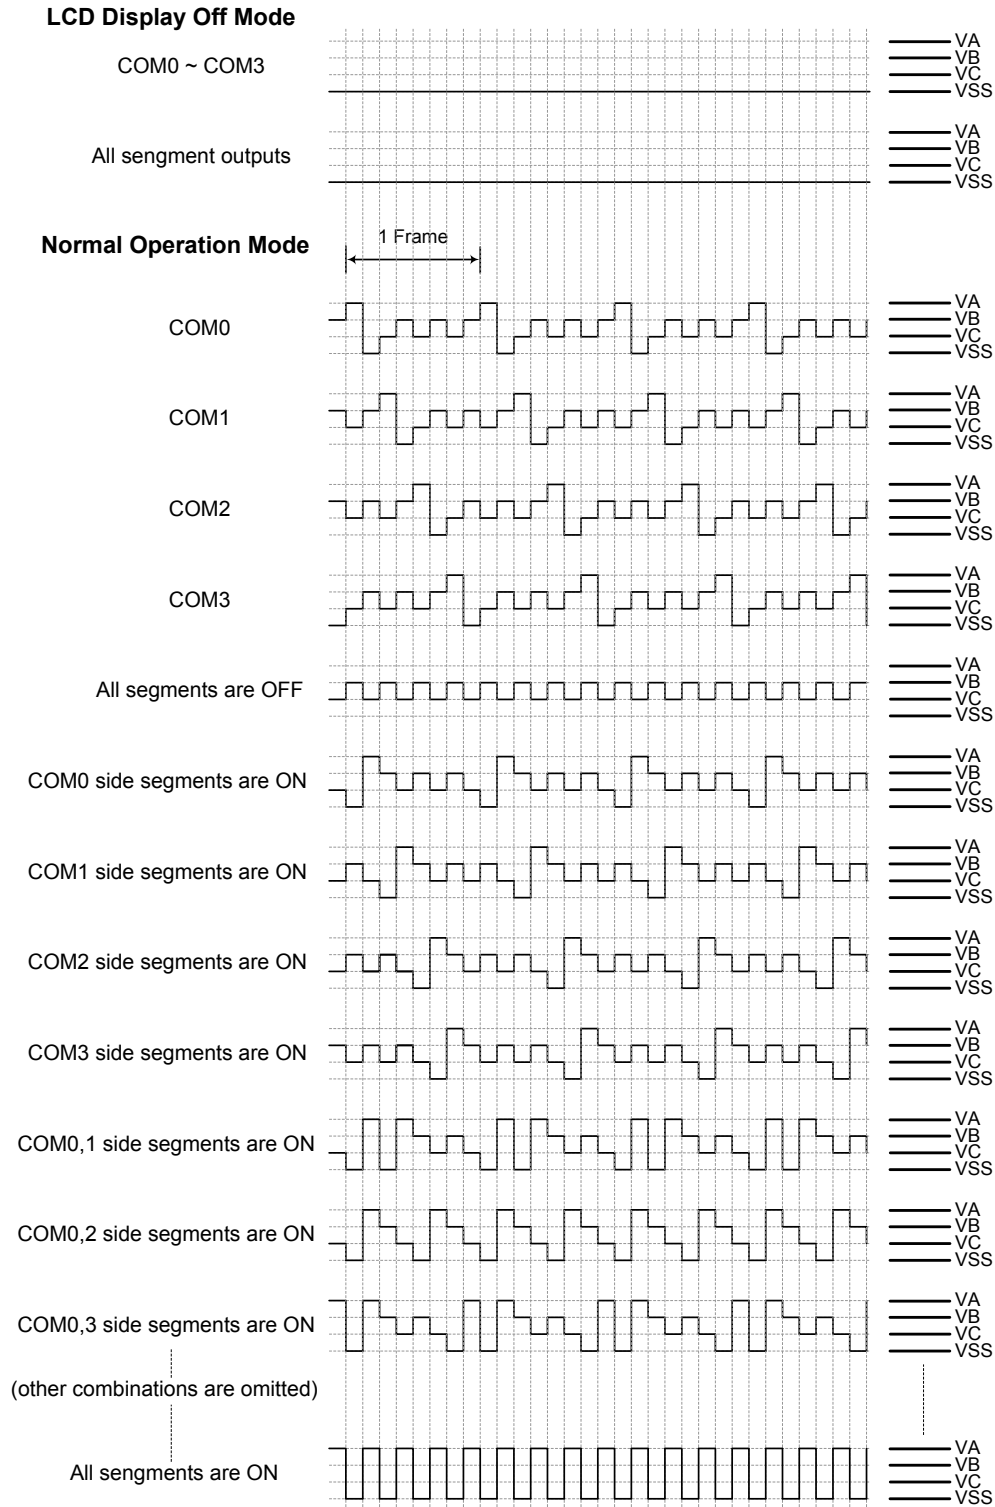 LCD Display Off Mode
COM0 ~ COM3
VA
VB
VC
VSS
All sengment outputs
VA
VB
VC
VSS
Normal Operation Mode
1 Frame
COM0
VA
VB
VC
VSS
COM1
VA
VB
VC
VSS
COM2
VA
VB
VC
VSS
COM3
VA
VB
VC
VSS
All segments are OFF
VA
VB
VC
VSS
COM0 side segments are ON
VA
VB
VC
VSS
COM1 side segments are ON
VA
VB
VC
VSS
COM2 side segments are ON
VA
VB
VC
VSS
COM3 side segments are ON
VA
VB
VC
VSS
COM0,1 side segments are ON
VA
VB
VC
VSS
COM0,2 side segments are ON
VA
VB
VC
VSS
COM0,3 side segments are ON
VA
VB
VC
VSS
(other combinations are omitted)
All sengments are ON
VA
VB
VC
VSS